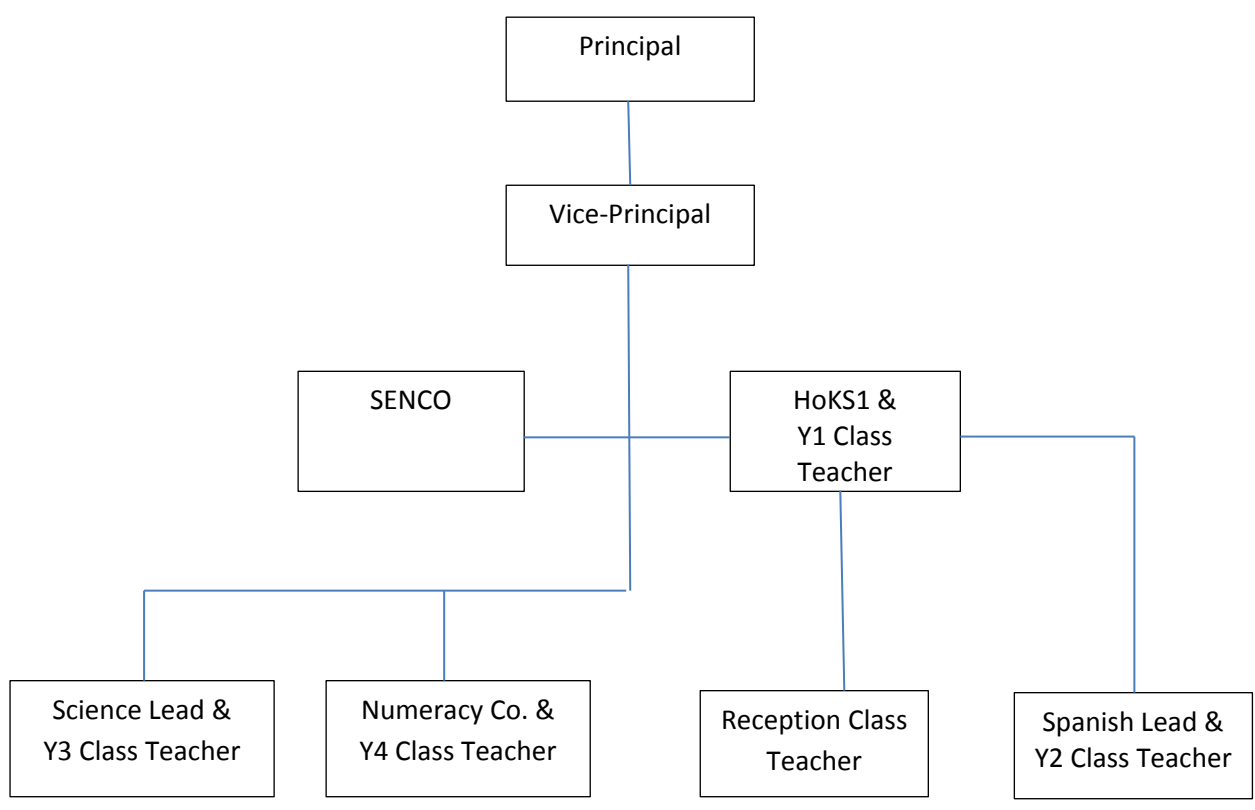 Principal
Vice-Principal
SENCO
HoKS1 &
Y1 Class
Teacher
Science Lead &
Y3 Class Teacher
Numeracy Co. &
Y4 Class Teacher
Reception Class
Teacher
Spanish Lead &
Y2 Class Teacher